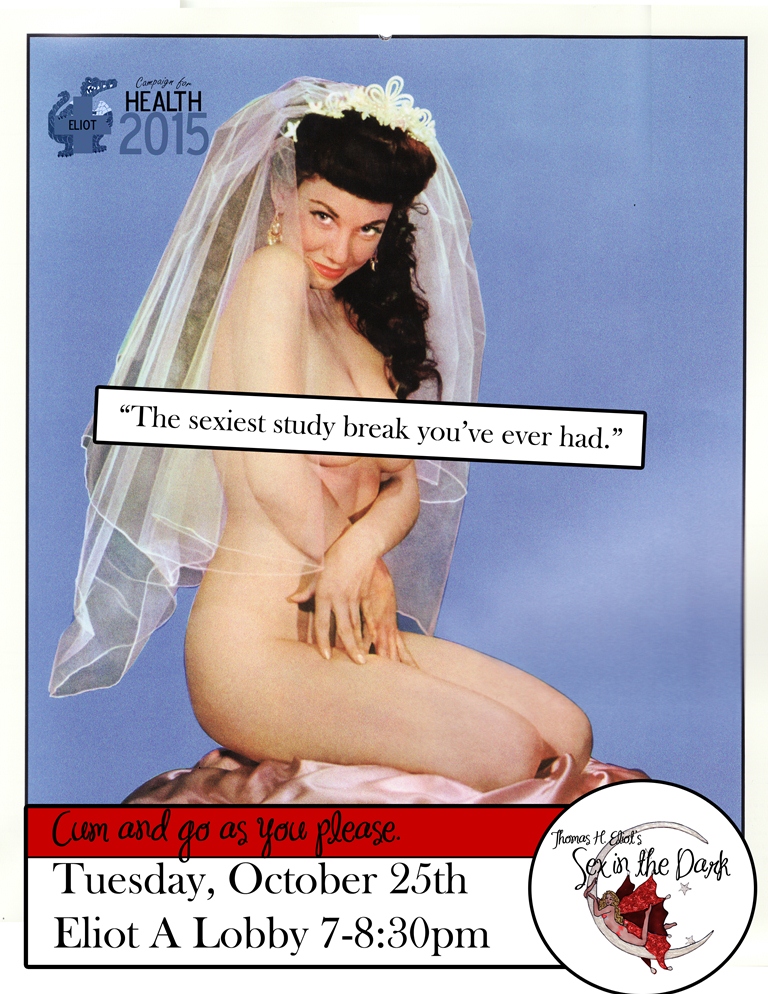 Campaign for
HEALTH
ELIOT
2015
“The sexiest study break you’ve ever had.”
Cum and go as you please.
Tuesday, October 25th
Eliot A Lobby 7-8:30pm
Thomas H. Eliot's
Sex in the Dark